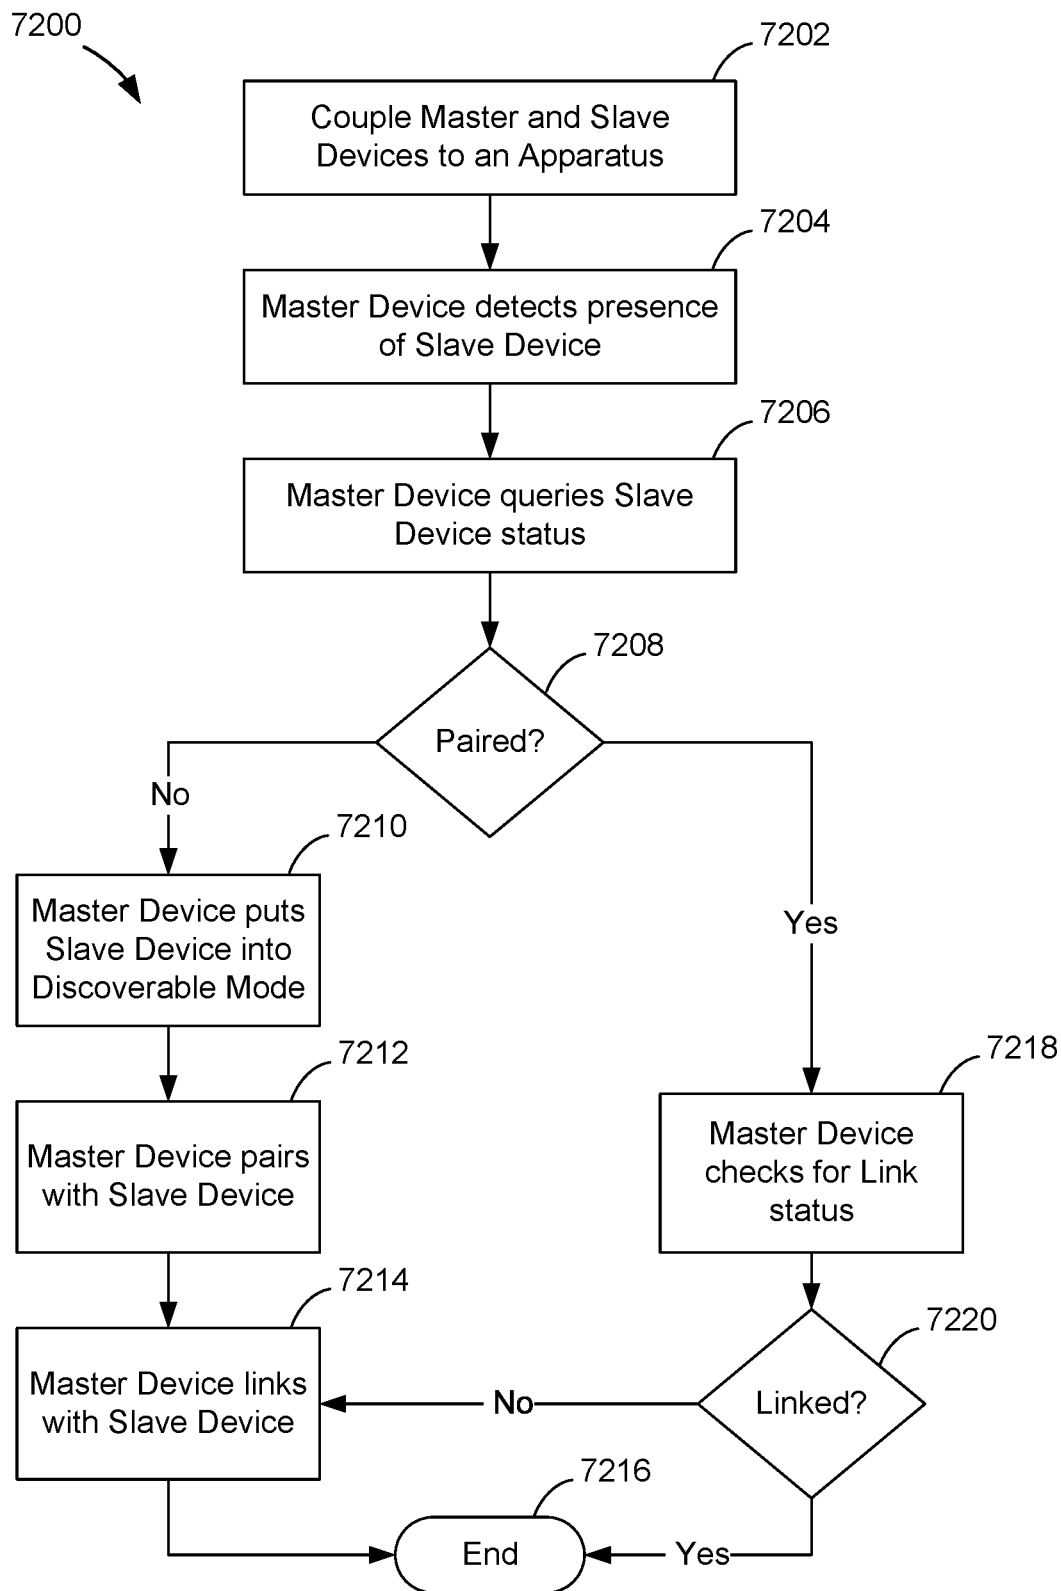 7200
7202
Couple Master and Slave
Devices to an Apparatus
7204
Master Device detects presence
of Slave Device
7206
Master Device queries Slave
Device status
7208
Paired?
No
7210
Master Device puts
Slave Device into
Discoverable Mode
Yes
7212
Master Device pairs
with Slave Device
7218
Master Device
checks for Link
status
7214
Master Device links
with Slave Device
7220
Linked?
No
7216
End
Yes